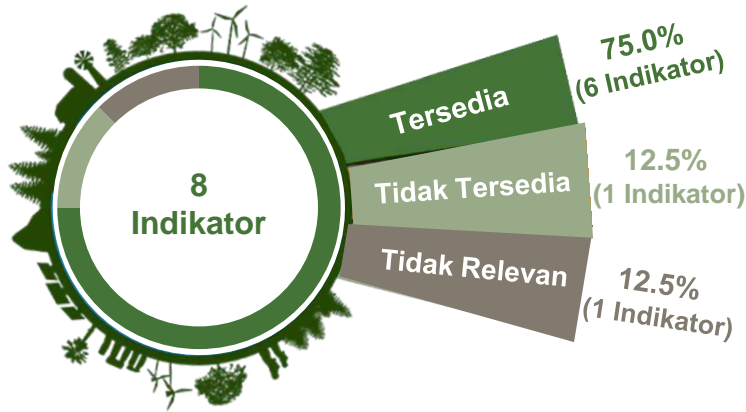 8
Indikator
Tersedia
75.0%
(6 Indikator)
Tidak Tersedia
12.5%
(1 Indikator)
Tidak Relevan
12.5%
(1 Indikator)